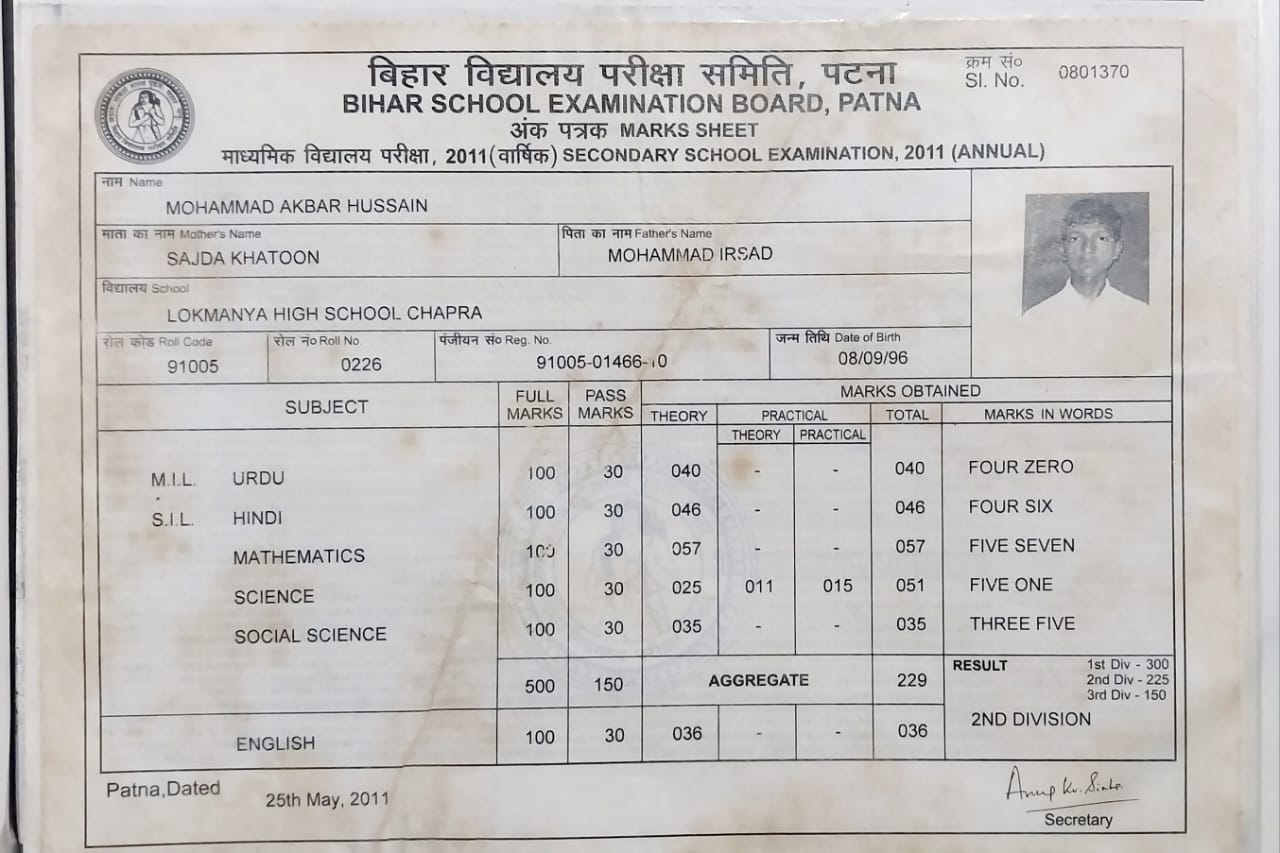 बिहार विद्यालय परीक्षा समिति, पटना
क्रम सं० 0801370
Sl. No.
BIHAR SCHOOL EXAMINATION BOARD, PATNA
अंक पत्रक MARKS SHEET
माध्यमिक विद्यालय परीक्षा, 2011(वार्षिक) SECONDARY SCHOOL EXAMINATION, 2011 (ANNUAL)
नाम Name
MOHAMMAD AKBAR HUSSAIN
माता का नाम Mother's Name पिता का नाम Father's Name
SAJDA KHATOON MOHAMMAD IRSAD
विद्यालय School
LOKMANYA HIGH SCHOOL CHAPRA
रोल कोड Roll Code रोल नं० Roll No. पंजीयन सं० Reg. No. जन्म तिथि Date of Birth
91005 0226 91005-01466-10 08/09/96
SUBJECT FULL MARKS PASS MARKS MARKS OBTAINED
THEORY PRACTICAL TOTAL MARKS IN WORDS
THEORY PRACTICAL
M.I.L. URDU 100 30 040 - - 040 FOUR ZERO
S.I.L. HINDI 100 30 046 - - 046 FOUR SIX
MATHEMATICS 100 30 057 - - 057 FIVE SEVEN
SCIENCE 100 30 025 011 015 051 FIVE ONE
SOCIAL SCIENCE 100 30 035 - - 035 THREE FIVE
500 150 AGGREGATE 229 RESULT 1st Div - 300
2nd Div - 225
3rd Div - 150
2ND DIVISION
ENGLISH 100 30 036 - - 036
Patna,Dated 25th May, 2011
Anup Kr. Sinha
Secretary